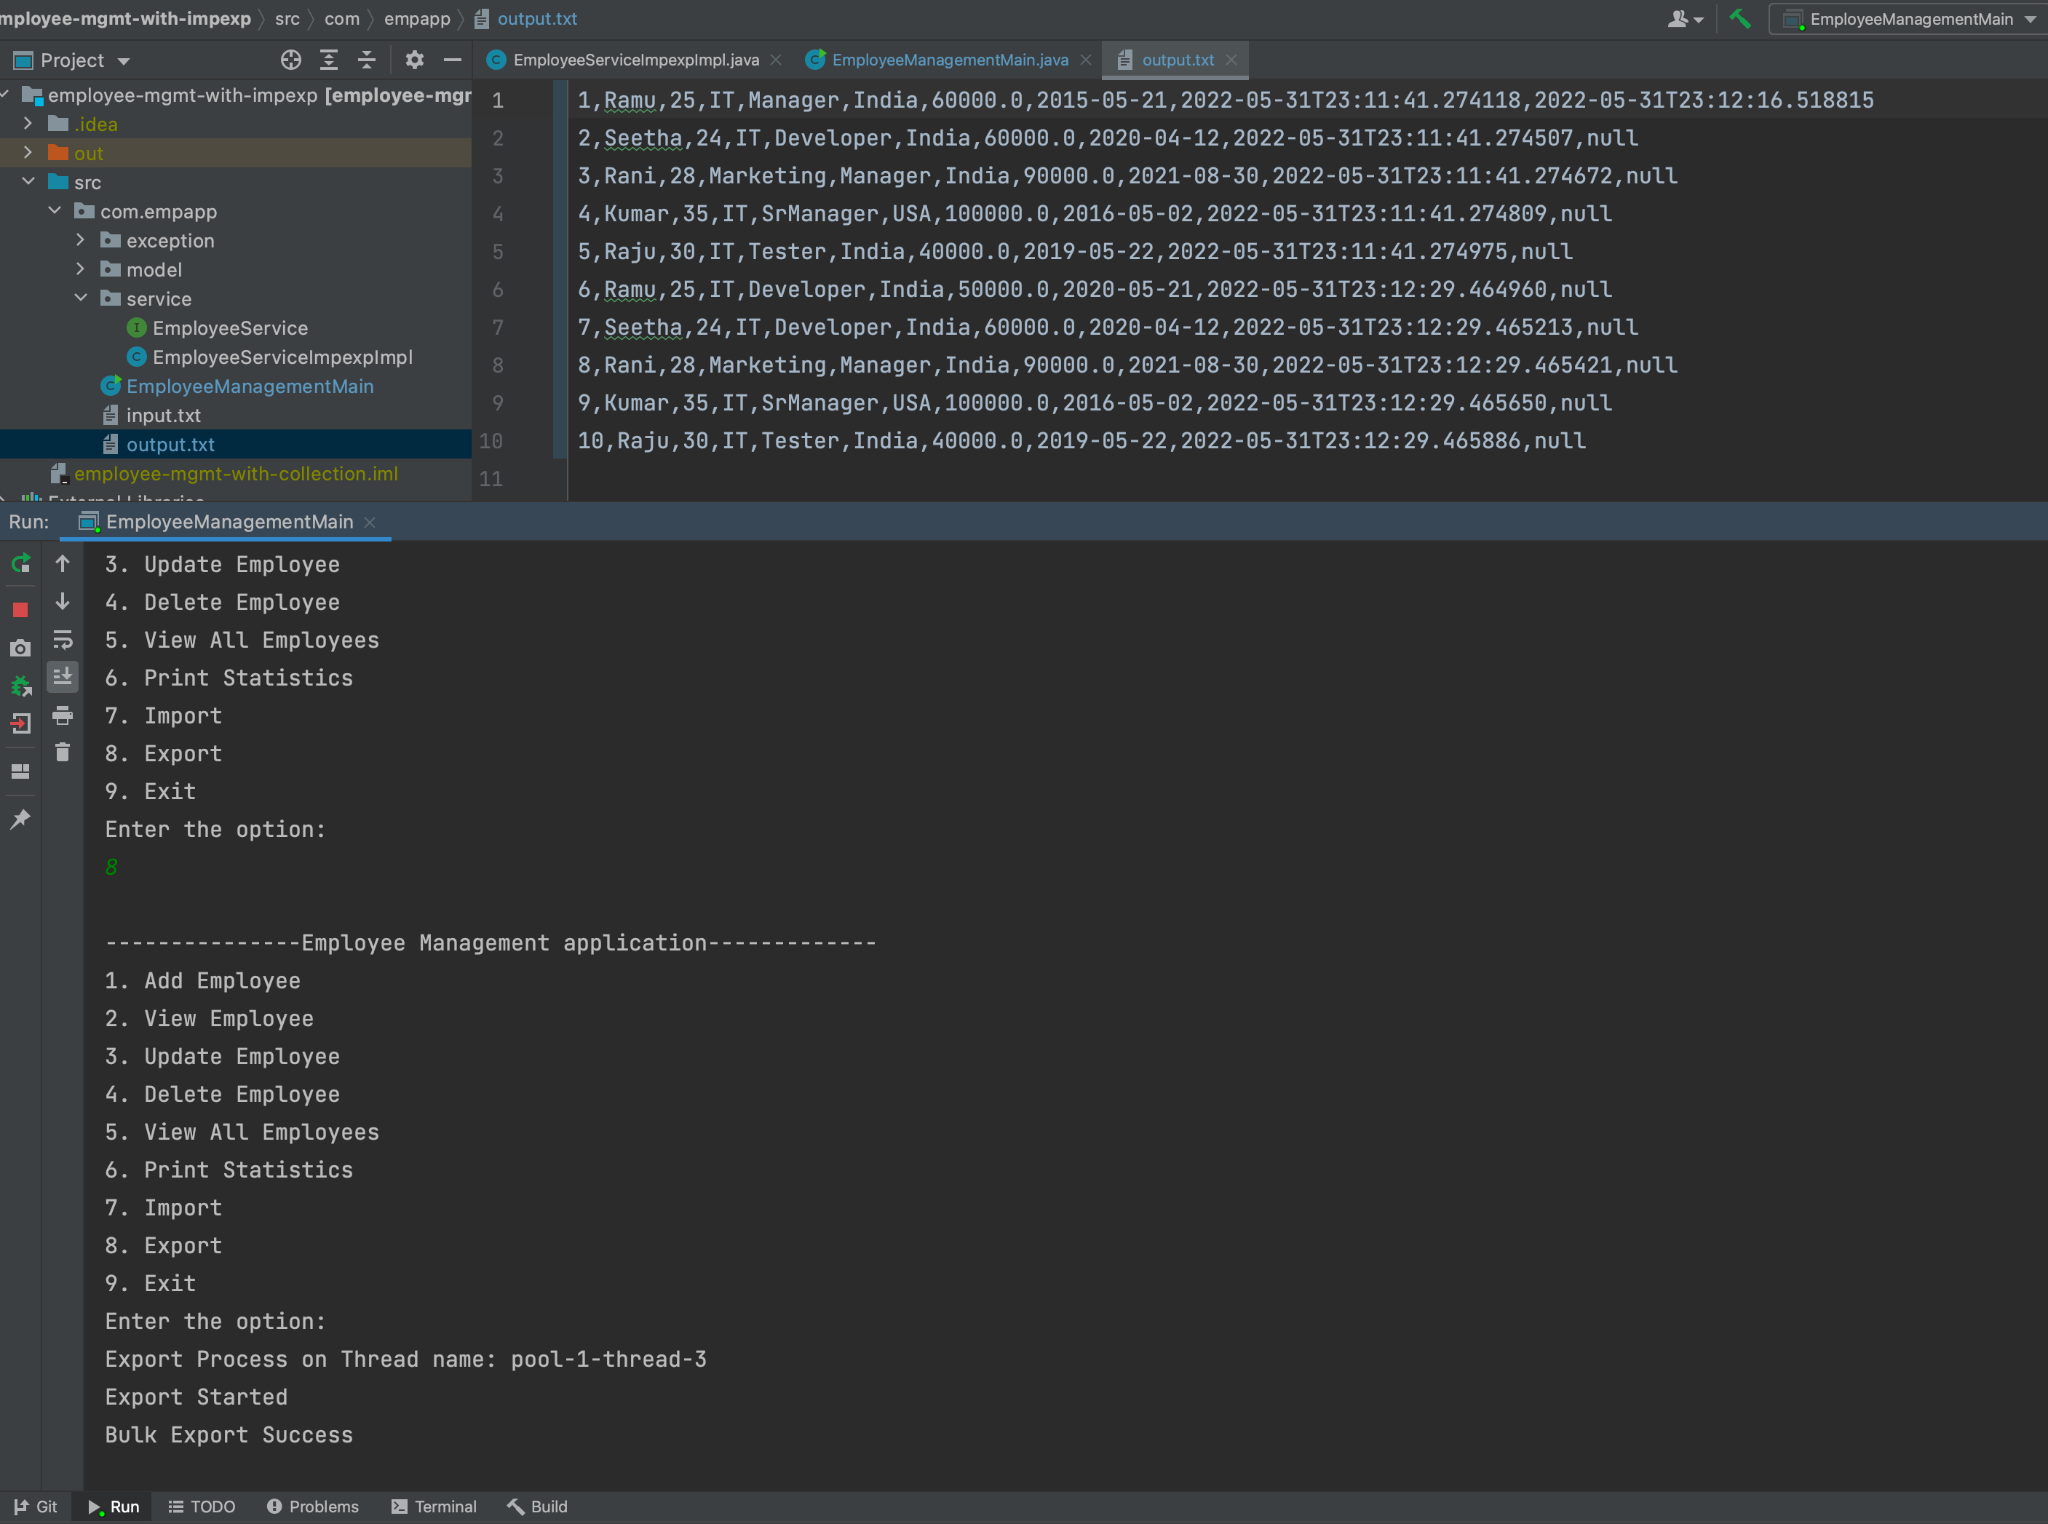 mployee-mgmt-with-impexp src com empapp output.txt EmployeeManagementMain
Project EmployeeServiceImpexpImpl.java EmployeeManagementMain.java output.txt
employee-mgmt-with-impexp [employee-mgr
.idea
out
src
com.empapp
exception
model
service
EmployeeService
EmployeeServiceImpexpImpl
EmployeeManagementMain
input.txt
output.txt
employee-mgmt-with-collection.iml
External Libraries
1 1,Ramu,25,IT,Manager,India,60000.0,2015-05-21,2022-05-31T23:11:41.274118,2022-05-31T23:12:16.518815
2 2,Seetha,24,IT,Developer,India,60000.0,2020-04-12,2022-05-31T23:11:41.274507,null
3 3,Rani,28,Marketing,Manager,India,90000.0,2021-08-30,2022-05-31T23:11:41.274672,null
4 4,Kumar,35,IT,SrManager,USA,100000.0,2016-05-02,2022-05-31T23:11:41.274809,null
5 5,Raju,30,IT,Tester,India,40000.0,2019-05-22,2022-05-31T23:11:41.274975,null
6 6,Ramu,25,IT,Developer,India,50000.0,2020-05-21,2022-05-31T23:12:29.464960,null
7 7,Seetha,24,IT,Developer,India,60000.0,2020-04-12,2022-05-31T23:12:29.465213,null
8 8,Rani,28,Marketing,Manager,India,90000.0,2021-08-30,2022-05-31T23:12:29.465421,null
9 9,Kumar,35,IT,SrManager,USA,100000.0,2016-05-02,2022-05-31T23:12:29.465650,null
10 10,Raju,30,IT,Tester,India,40000.0,2019-05-22,2022-05-31T23:12:29.465886,null
11
Run: EmployeeManagementMain
3. Update Employee
4. Delete Employee
5. View All Employees
6. Print Statistics
7. Import
8. Export
9. Exit
Enter the option:
8
---------------Employee Management application-------------
1. Add Employee
2. View Employee
3. Update Employee
4. Delete Employee
5. View All Employees
6. Print Statistics
7. Import
8. Export
9. Exit
Enter the option:
Export Process on Thread name: pool-1-thread-3
Export Started
Bulk Export Success
Git Run TODO Problems Terminal Build